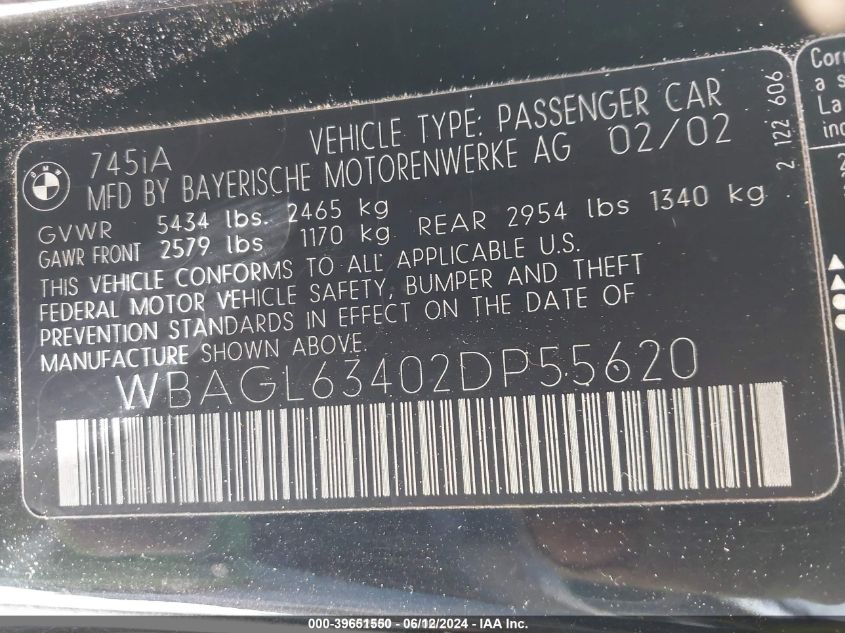 BMW
745iA
VEHICLE TYPE: PASSENGER CAR
MFD BY BAYERISCHE MOTORENWERKE AG 02/02
GVWR 5434 lbs. 2465 kg
GAWR FRONT 2579 lbs 1170 kg REAR 2954 lbs 1340 kg
THIS VEHICLE CONFORMS TO ALL APPLICABLE U.S.
FEDERAL MOTOR VEHICLE SAFETY, BUMPER AND THEFT
PREVENTION STANDARDS IN EFFECT ON THE DATE OF
MANUFACTURE SHOWN ABOVE.
WBAGL63402DP55620
2 122 606
a s
La
000-39651550 - 06/12/2024 - IAA Inc.